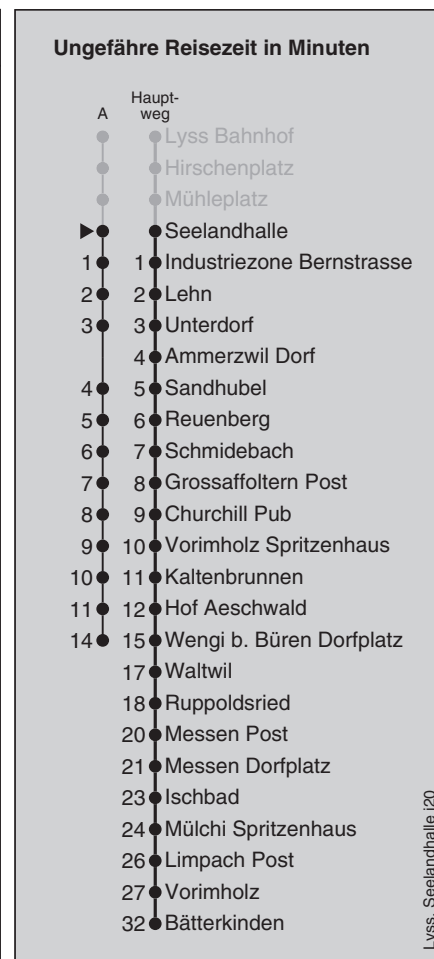 Ungefähre Reisezeit in Minuten
A Haupt-
weg
Lyss Bahnhof
Hirschenplatz
Mühleplatz
Seelandhalle
1 1 Industriezone Bernstrasse
2 2 Lehn
3 3 Unterdorf
4 Ammerzwil Dorf
4 5 Sandhubel
5 6 Reuenberg
6 7 Schmidebach
7 8 Grossaffoltern Post
8 9 Churchill Pub
9 10 Vorimholz Spritzenhaus
10 11 Kaltenbrunnen
11 12 Hof Aeschwald
14 15 Wengi b. Büren Dorfplatz
17 Waltwil
18 Ruppoldsried
20 Messen Post
21 Messen Dorfplatz
23 Ischbad
24 Mülchi Spritzenhaus
26 Limpach Post
27 Vorimholz
32 Bätterkinden
Lyss, Seelandhalle j20